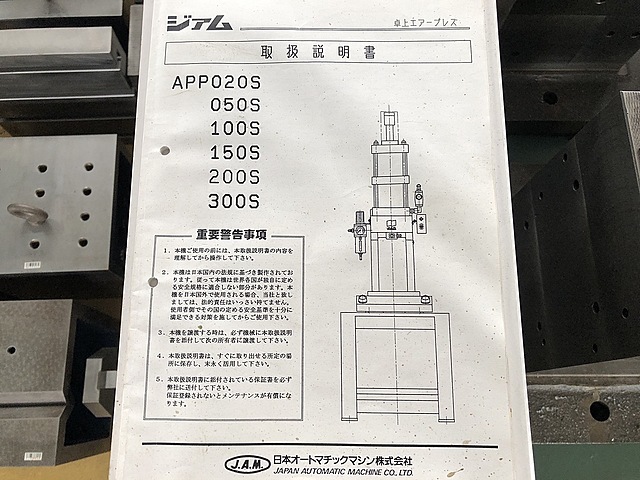 ジァム
卓上エアープレス
取扱説明書
APP020S
050S
100S
150S
200S
300S
重要警告事項
1．本機ご使用の前には、本取扱説明書の内容を
理解してから操作して下さい。
2．本機は日本国内の法規に基づき製作されてお
ります。従って本機は世界各国が独自に定め
る安全規格に適合しない部分があります。本
機を日本国外で使用される場合、当社と致し
ましては、法的責任はいっさい持てません。
使用者側でその国の定める安全基準を十分に
満足できる対策を施してからご使用下さい。
3．本機を譲渡する時は、必ず機械に本取扱説明
書を添付して次の所有者に譲渡して下さい。
4．本取扱説明書は、すぐに取り出せる所定の場
所に保存し、末永く活用して下さい。
5．本取扱説明書に添付されている保証書を必ず
弊社に送付して下さい。
保証登録されないとメンテナンスが有償にな
ります。
J.A.M.
日本オートマチックマシン株式会社
JAPAN AUTOMATIC MACHINE CO., LTD.